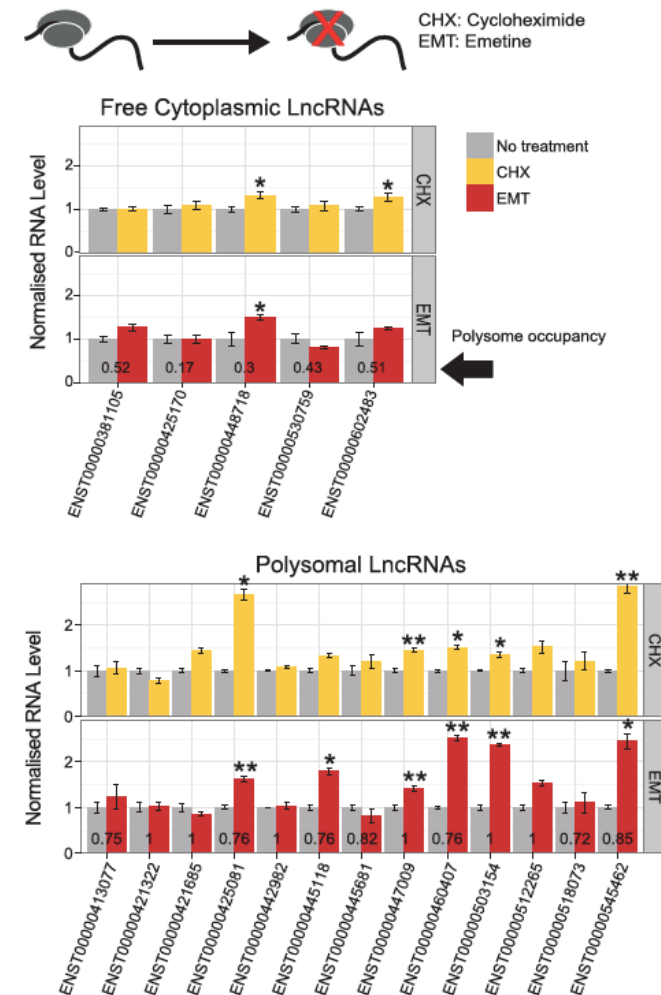 CHX: Cycloheximide
EMT: Emetine
Free Cytoplasmic LncRNAs
No treatment
CHX
EMT
Normalised RNA Level
2
1
0
CHX
*
*
2
1
0
EMT
*
0.52 0.17 0.3 0.43 0.51
Polysome occupancy
ENST00000381105
ENST00000425170
ENST00000448718
ENST00000530759
ENST00000602483
Polysomal LncRNAs
Normalised RNA Level
2
1
0
CHX
* ** * * **
2
1
0
EMT
** * ** ** ** *
0.75 1 1 0.76 1 0.76 0.82 1 0.76 1 1 0.72 0.85
ENST00000413077
ENST00000421322
ENST00000421685
ENST00000425081
ENST00000442982
ENST00000445118
ENST00000445681
ENST00000447009
ENST00000460407
ENST00000503154
ENST00000512265
ENST00000518073
ENST00000545462